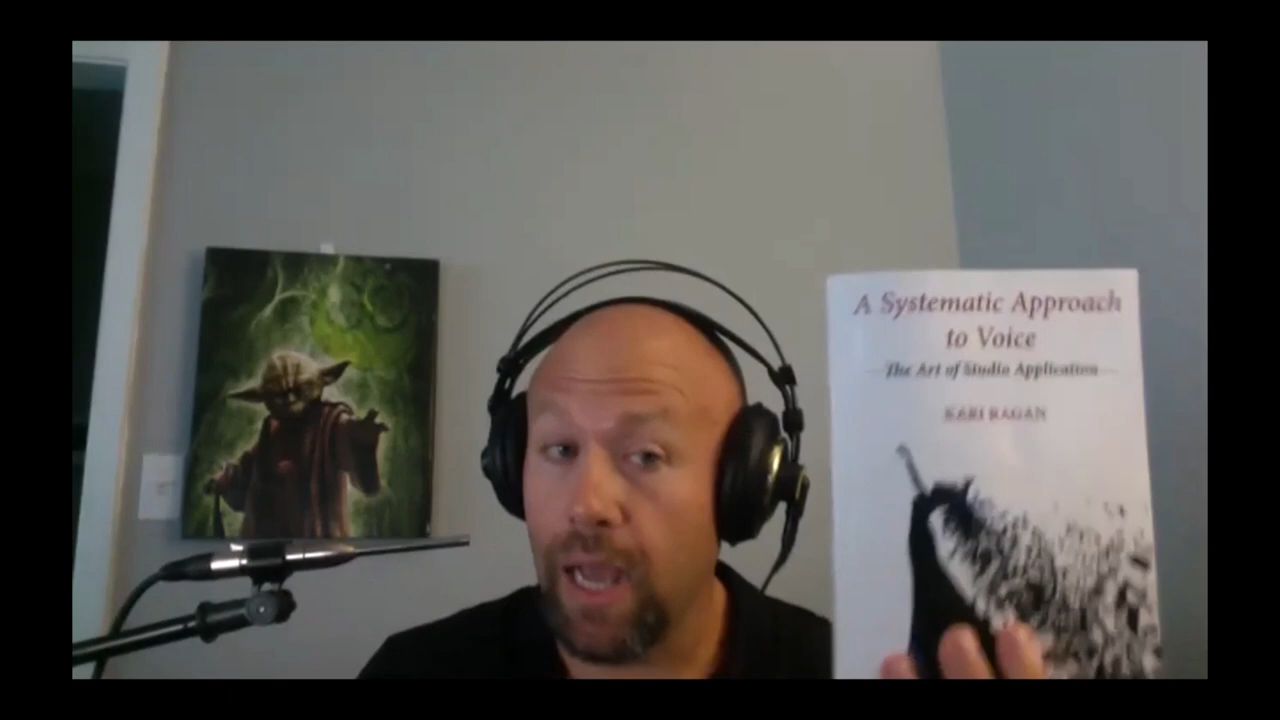 A Systematic Approach
to Voice
The Art of Studio Application
KARI RAGAN